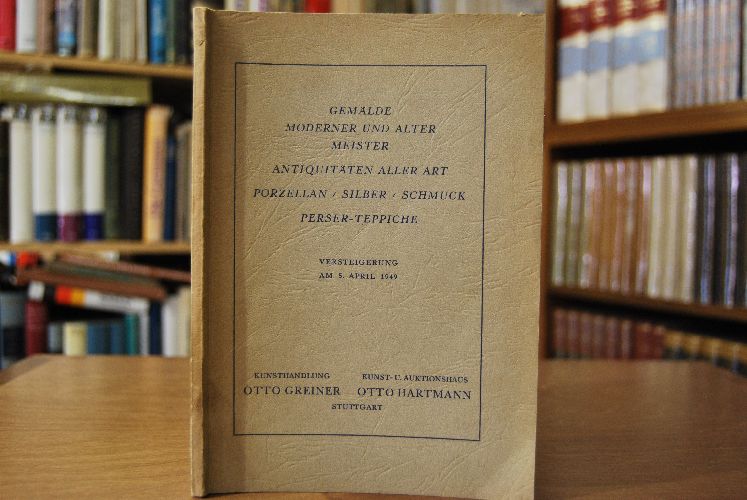 GEMÄLDE
MODERNER UND ALTER
MEISTER
ANTIQUITÄTEN ALLER ART
PORZELLAN / SILBER / SCHMUCK
PERSER-TEPPICHE
VERSTEIGERUNG
AM 5. APRIL 1949
KUNSTHANDLUNG KUNST- U. AUKTIONSHAUS
OTTO GREINER OTTO HARTMANN
STUTTGART